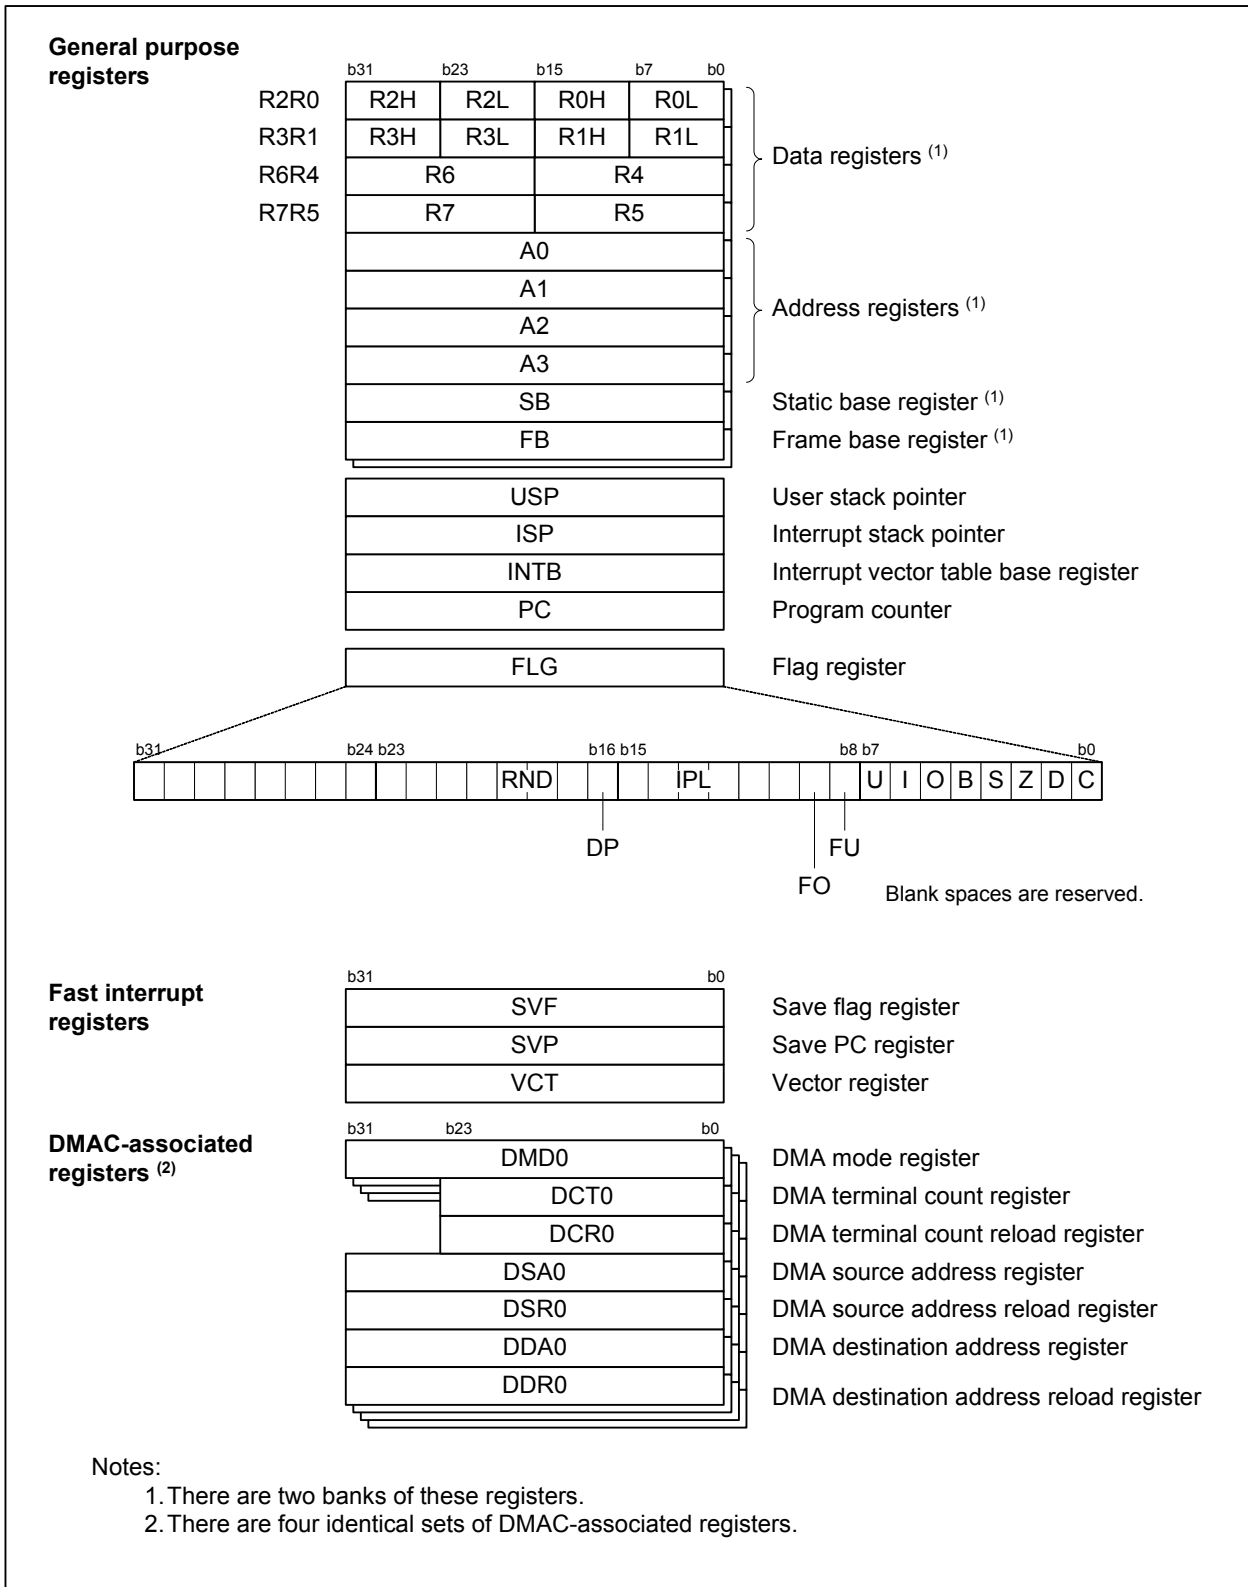 General purpose
registers
b31 b23 b15 b7 b0
R2R0 R2H R2L R0H R0L
R3R1 R3H R3L R1H R1L
Data registers (1)
R6R4 R6 R4
R7R5 R7 R5
A0
A1
Address registers (1)
A2
A3
SB Static base register (1)
FB Frame base register (1)
USP User stack pointer
ISP Interrupt stack pointer
INTB Interrupt vector table base register
PC Program counter
FLG Flag register
b31 b24 b23 b16 b15 b8 b7 b0
RND IPL U I O B S Z D C
DP FU
FO
Blank spaces are reserved.
Fast interrupt
registers
b31 b0
SVF Save flag register
SVP Save PC register
VCT Vector register
DMAC-associated
registers (2)
b31 b23 b0
DMD0 DMA mode register
DCT0 DMA terminal count register
DCR0 DMA terminal count reload register
DSA0 DMA source address register
DSR0 DMA source address reload register
DDA0 DMA destination address register
DDR0 DMA destination address reload register
Notes:
1. There are two banks of these registers.
2. There are four identical sets of DMAC-associated registers.